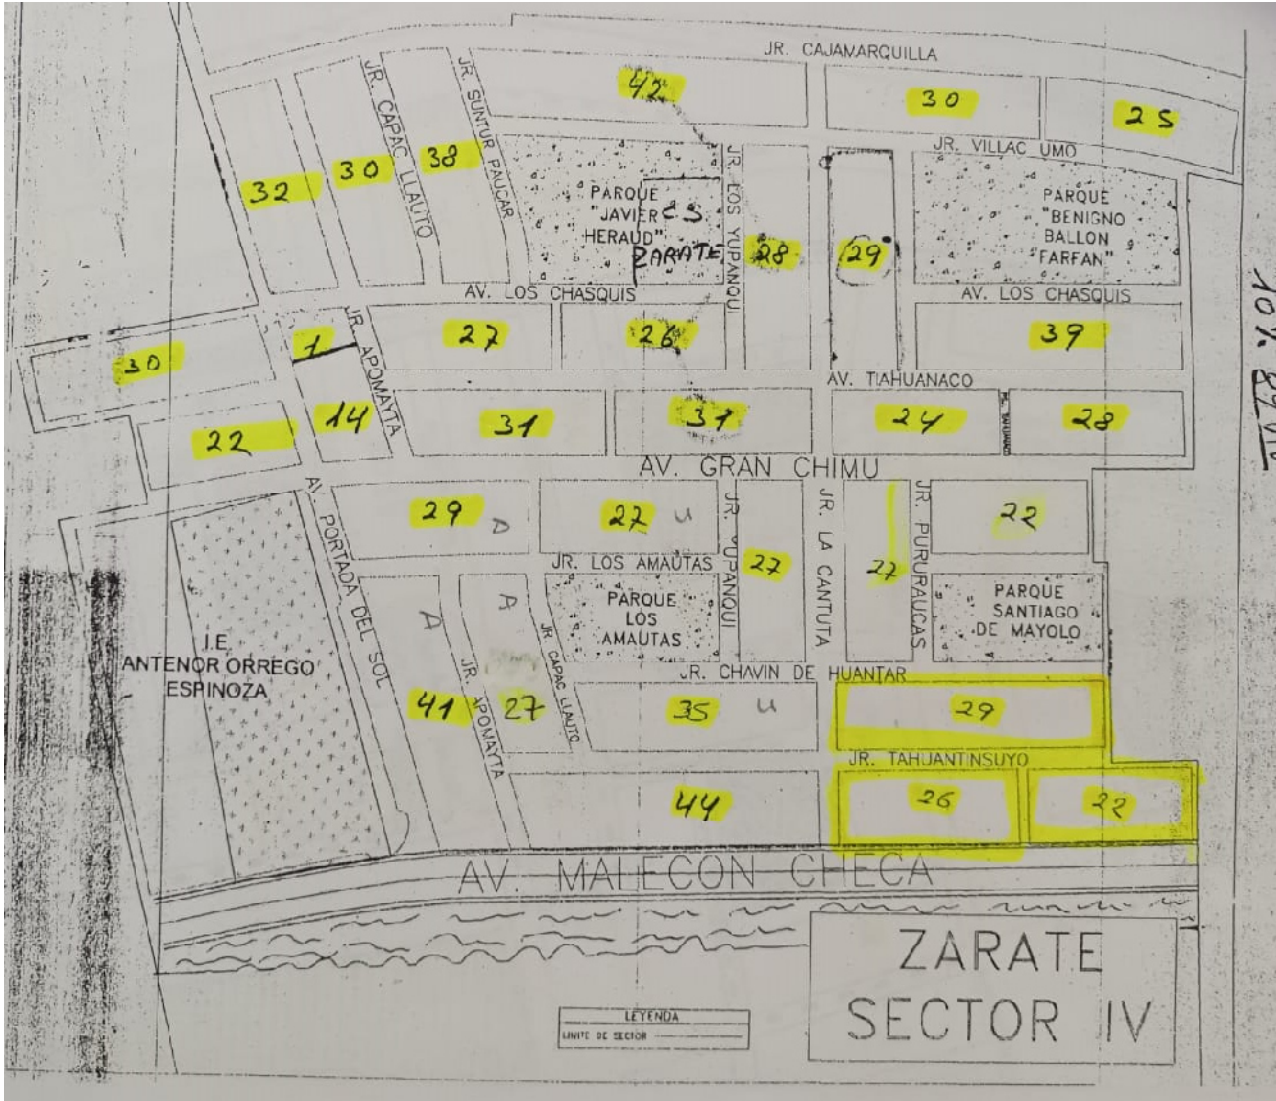 JR. CAJAMARQUILLA
42
30
25
JR. CAPAC LLAUTO
JR. SUNTUR PAUCAR
JR. VILLAC UMO
32
30
38
PARQUE
"JAVIER
HERAUD"
CS
ZARATE
JR. LOS YUPANQUI
28
29
PARQUE
"BENIGNO
BALLON
FARFAN"
AV. LOS CHASQUIS
AV. LOS CHASQUIS
30
1
JR. APOMAYTA
27
26
39
AV. TIAHUANACO
22
14
31
31
24
28
AV. GRAN CHIMU
AV. PORTADA DEL SOL
29
A
27
u
JR. YUPANQUI
27
JR. LA CANTUTA
27
JR. PURURAUCAS
22
JR. LOS AMAUTAS
PARQUE
LOS
AMAUTAS
PARQUE
SANTIAGO
DE MAYOLO
I.E.
ANTENOR ORREGO
ESPINOZA
A
A
JR. CAPAC LLAUTO
JR. CHAVIN DE HUANTAR
41
JR. APOMAYTA
27
35
u
29
JR. TAHUANTINSUYO
44
26
22
AV. MALECON CHECA
ZARATE
SECTOR IV
LEYENDA
LIMITE DE SECTOR